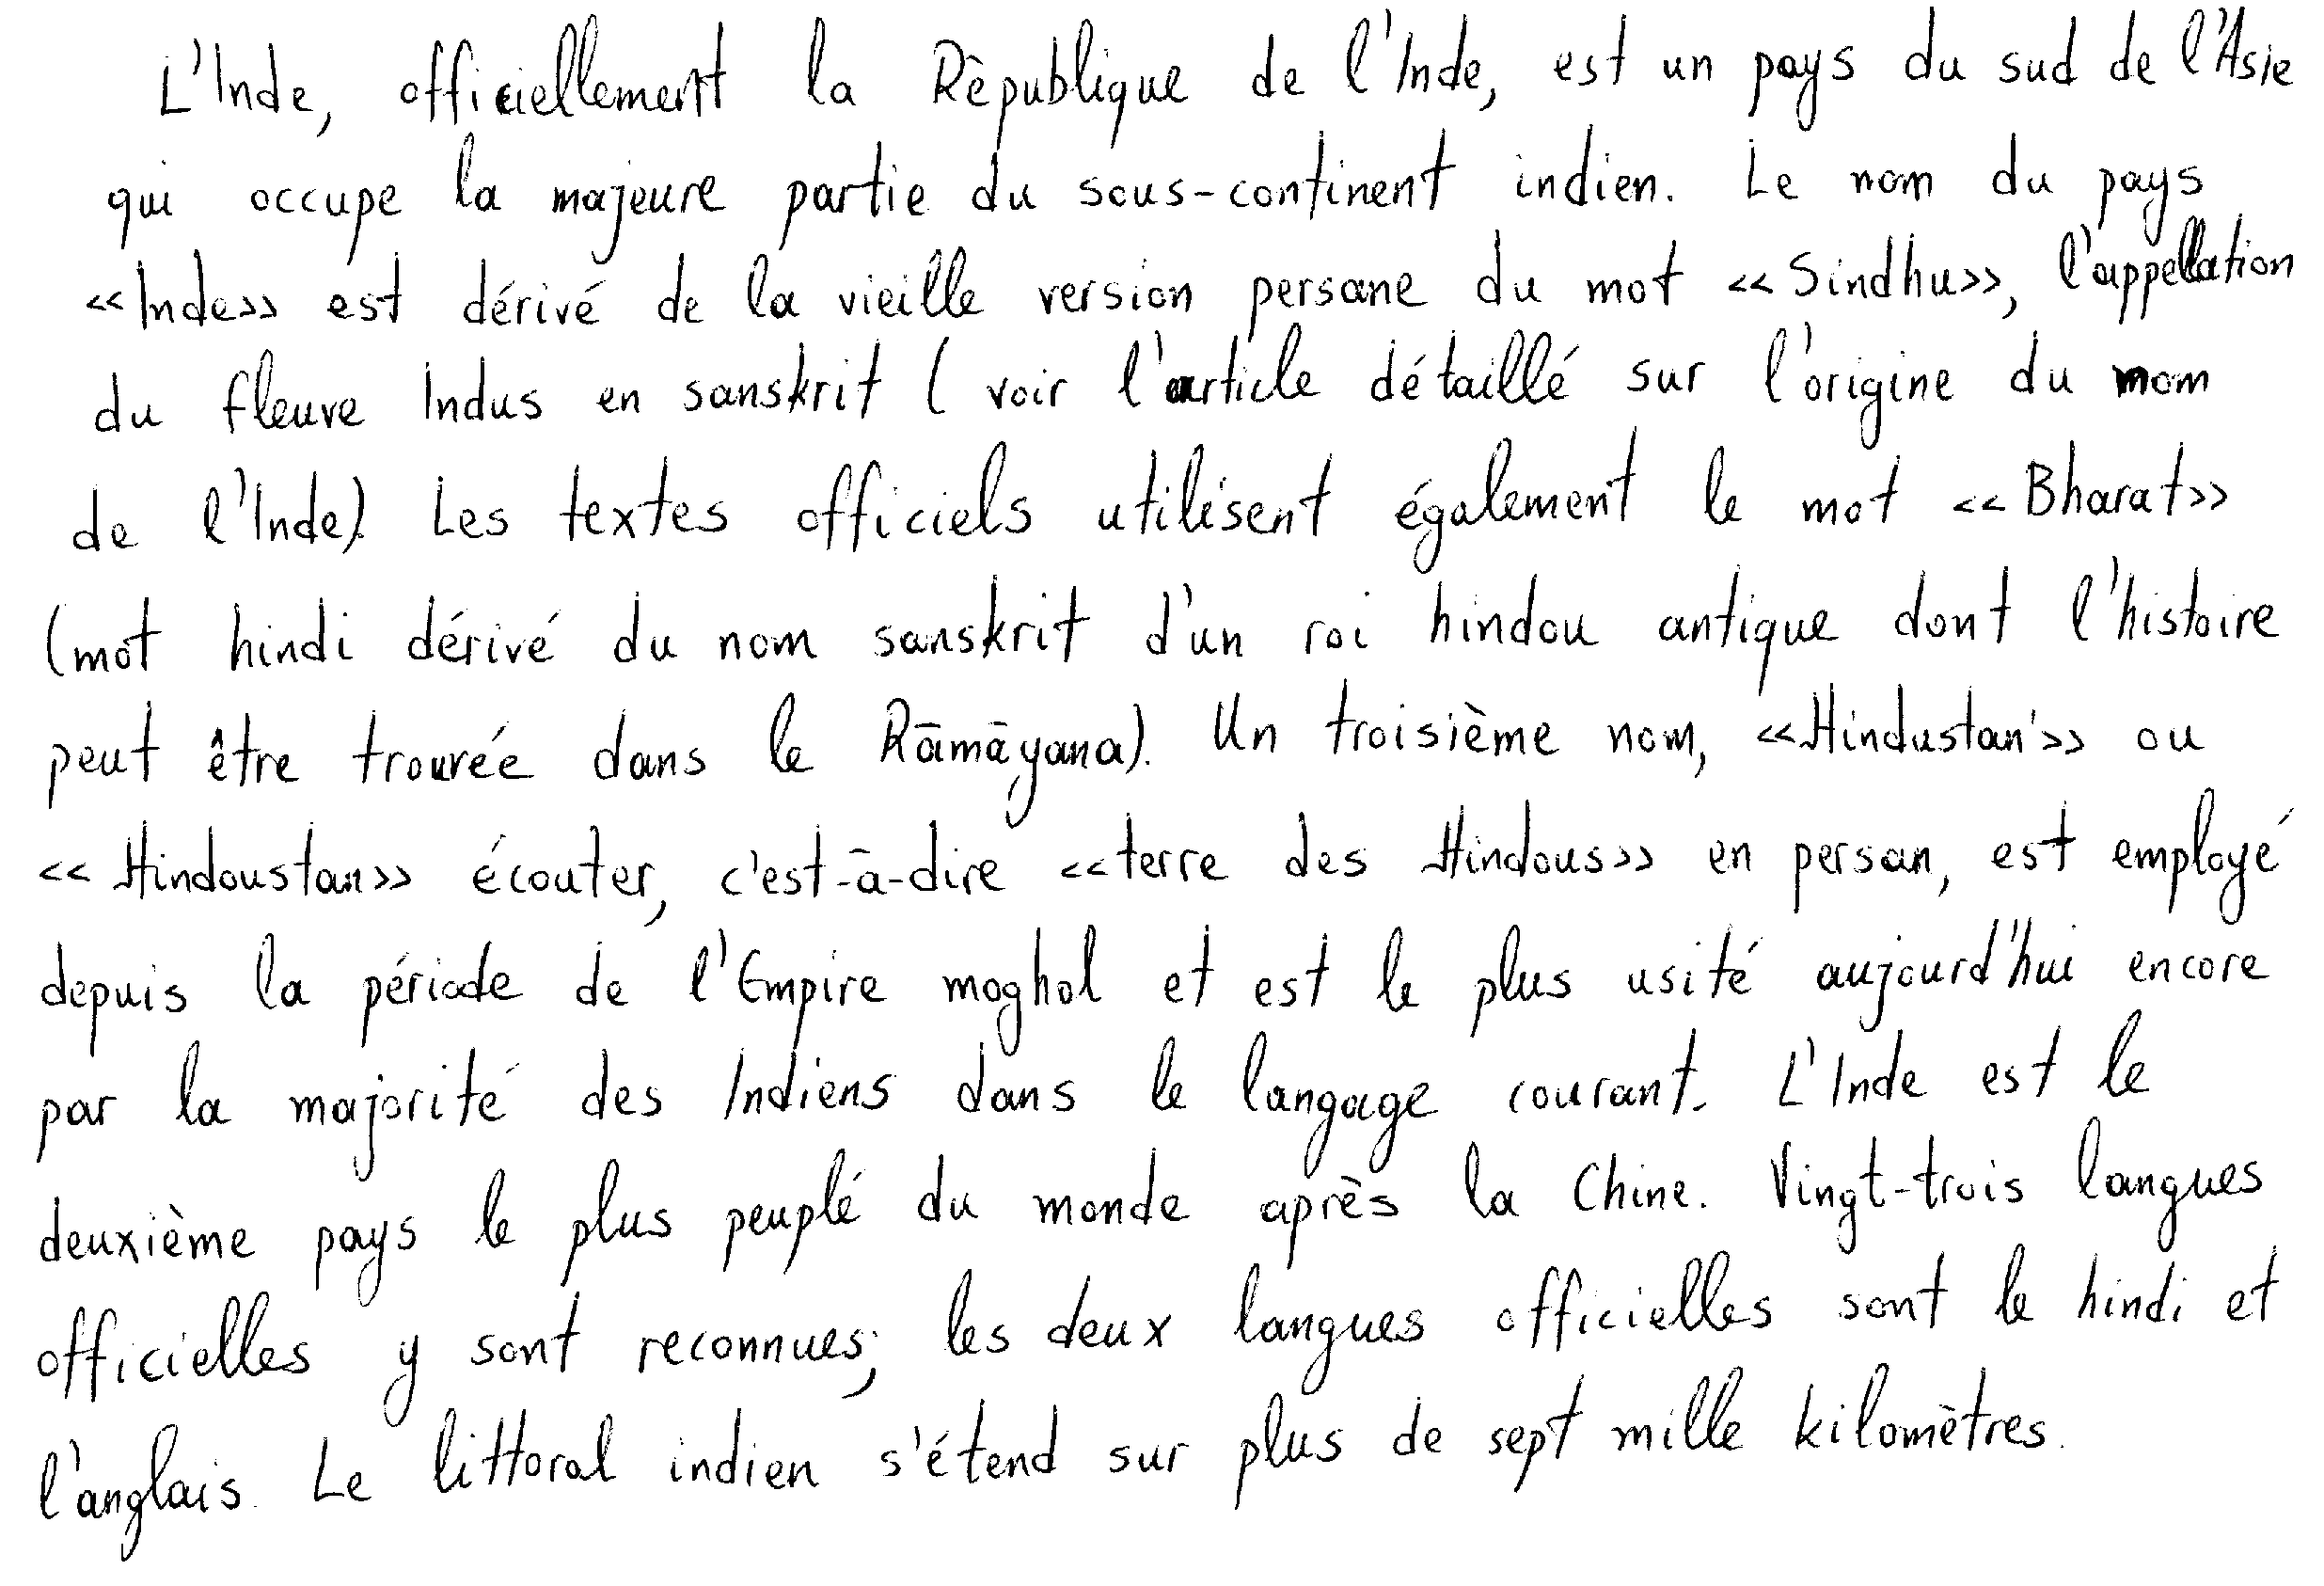 L'Inde, officiellement la Rèpublique de l'Inde, est un pays du sud de l'Asie
qui occupe la majeure partie du sous-continent indien. Le nom du pays
«Inde» est dérivé de la vieille version persane du mot «Sindhu», l'appellation
du fleuve Indus en sanskrit ( voir l'article détaillé sur l'origine du nom
de l'Inde). Les textes officiels utilisent également le mot «Bharat»
(mot hindi dérivé du nom sanskrit d'un roi hindou antique dont l'histoire
peut être trouvée dans le Rāmāyana). Un troisième nom, «Hindustan'» ou
«Hindoustan» écouter, c'est-à-dire «terre des Hindous» en persan, est employé
depuis la période de l'Empire moghol et est le plus usité aujourd'hui encore
par la majorité des Indiens dans le langage courant. L'Inde est le
deuxième pays le plus peuplé du monde après la Chine. Vingt-trois langues
officielles y sont reconnues; les deux langues officielles sont le hindi et
l'anglais. Le littoral indien s'étend sur plus de sept mille kilomètres.